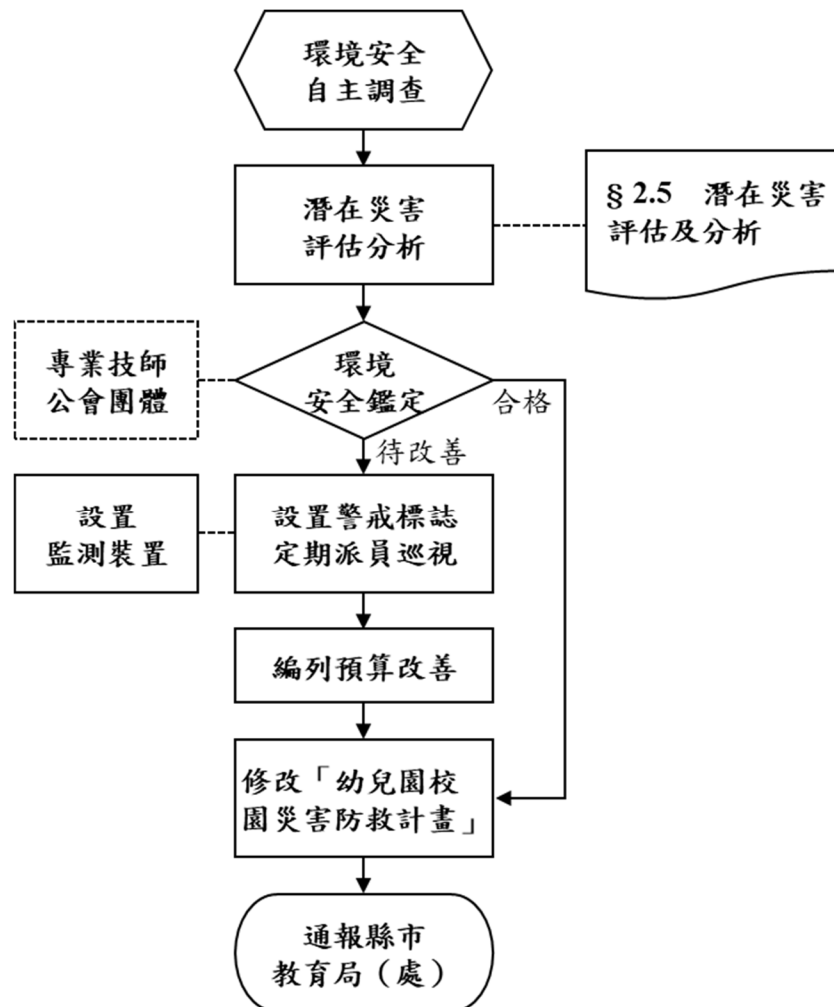 環境安全
自主調查
潛在災害
評估分析
§ 2.5　潛在災害
評估及分析
專業技師
公會團體
環境
安全鑑定
合格
待改善
設置
監測裝置
設置警戒標誌
定期派員巡視
編列預算改善
修改「幼兒園校
園災害防救計畫」
通報縣市
教育局（處）